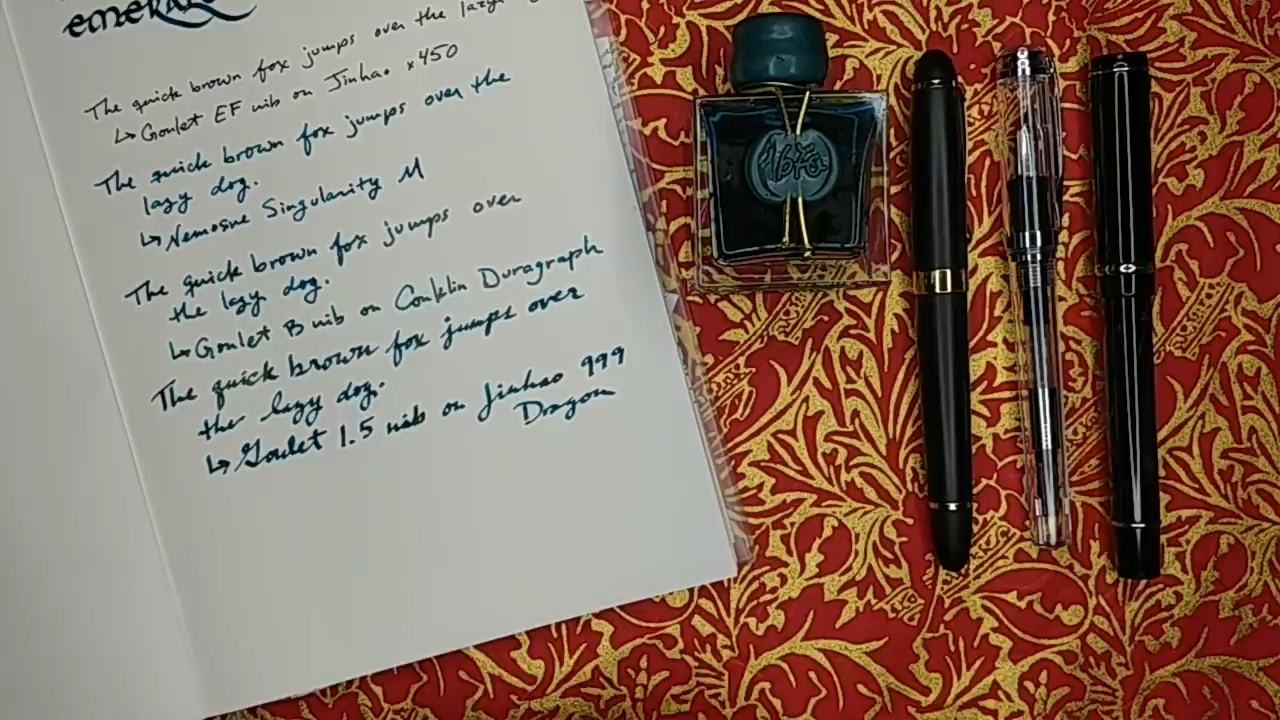 The quick brown fox jumps over the lazy
↳ Goulet EF nib on Jinhao x450
The quick brown fox jumps over the
lazy dog.
↳ Nemosine Singularity M
The quick brown fox jumps over
the lazy dog.
↳ Goulet B nib on Conklin Duragraph
The quick brown fox jumps over
the lazy dog.
↳ Goulet 1.5 nib on Jinhao 999
Dragon
1670